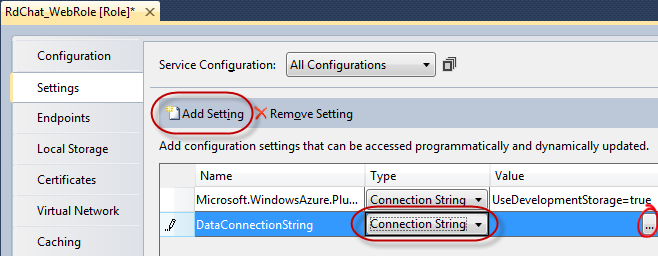 RdChat_WebRole [Role]*
Configuration
Settings
Endpoints
Local Storage
Certificates
Virtual Network
Caching
Service Configuration: All Configurations
Add Setting Remove Setting
Add configuration settings that can be accessed programmatically and dynamically updated.
Name Type Value
Microsoft.WindowsAzure.Plu... Connection String UseDevelopmentStorage=true
DataConnectionString Connection String ...